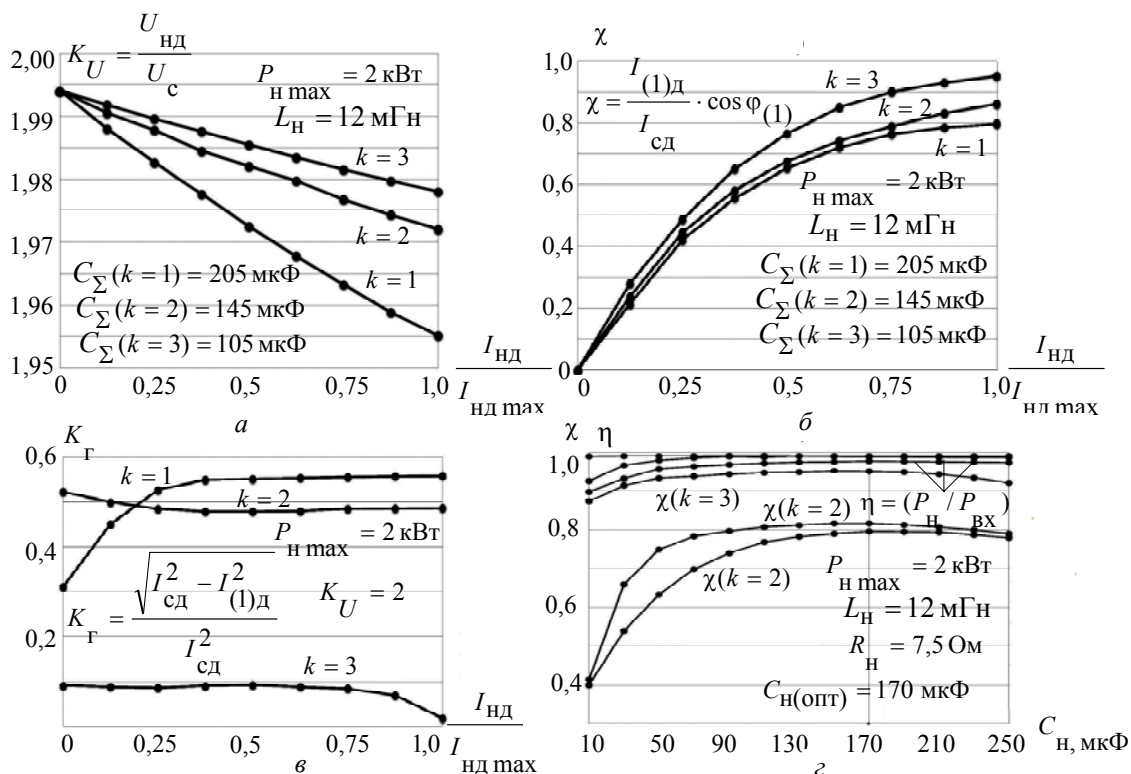 K_U = U_нд / U_с
P_н max = 2 кВт
L_н = 12 мГн
2,00
1,99
1,98
1,97
1,96
1,95
k = 3
k = 2
k = 1
C_Σ (k = 1) = 205 мкФ
C_Σ (k = 2) = 145 мкФ
C_Σ (k = 3) = 105 мкФ
0 0,25 0,5 0,75 1,0
I_нд / I_нд max
а
χ
1,0
0,8
0,6
0,4
0,2
0
χ = I_(1)д / I_сд · cos φ_(1)
k = 3
k = 2
k = 1
P_н max = 2 кВт
L_н = 12 мГн
C_Σ (k = 1) = 205 мкФ
C_Σ (k = 2) = 145 мкФ
C_Σ (k = 3) = 105 мкФ
0 0,25 0,5 0,75 1,0
I_нд / I_нд max
б
K_г
0,6
0,4
0,2
k = 1
k = 2
P_н max = 2 кВт
K_г = √(I²_сд − I²_(1)д) / I²_сд
K_U = 2
k = 3
0 0,25 0,5 0,75 1,0
I_нд / I_нд max
в
χ η
1,0
0,8
0,6
0,4
χ(k = 3)
χ(k = 2)
η = (P_н / P_вх)
χ(k = 2)
P_н max = 2 кВт
L_н = 12 мГн
R_н = 7,5 Ом
C_н(опт) = 170 мкФ
10 50 90 130 170 210 250
C_н, мкФ
г